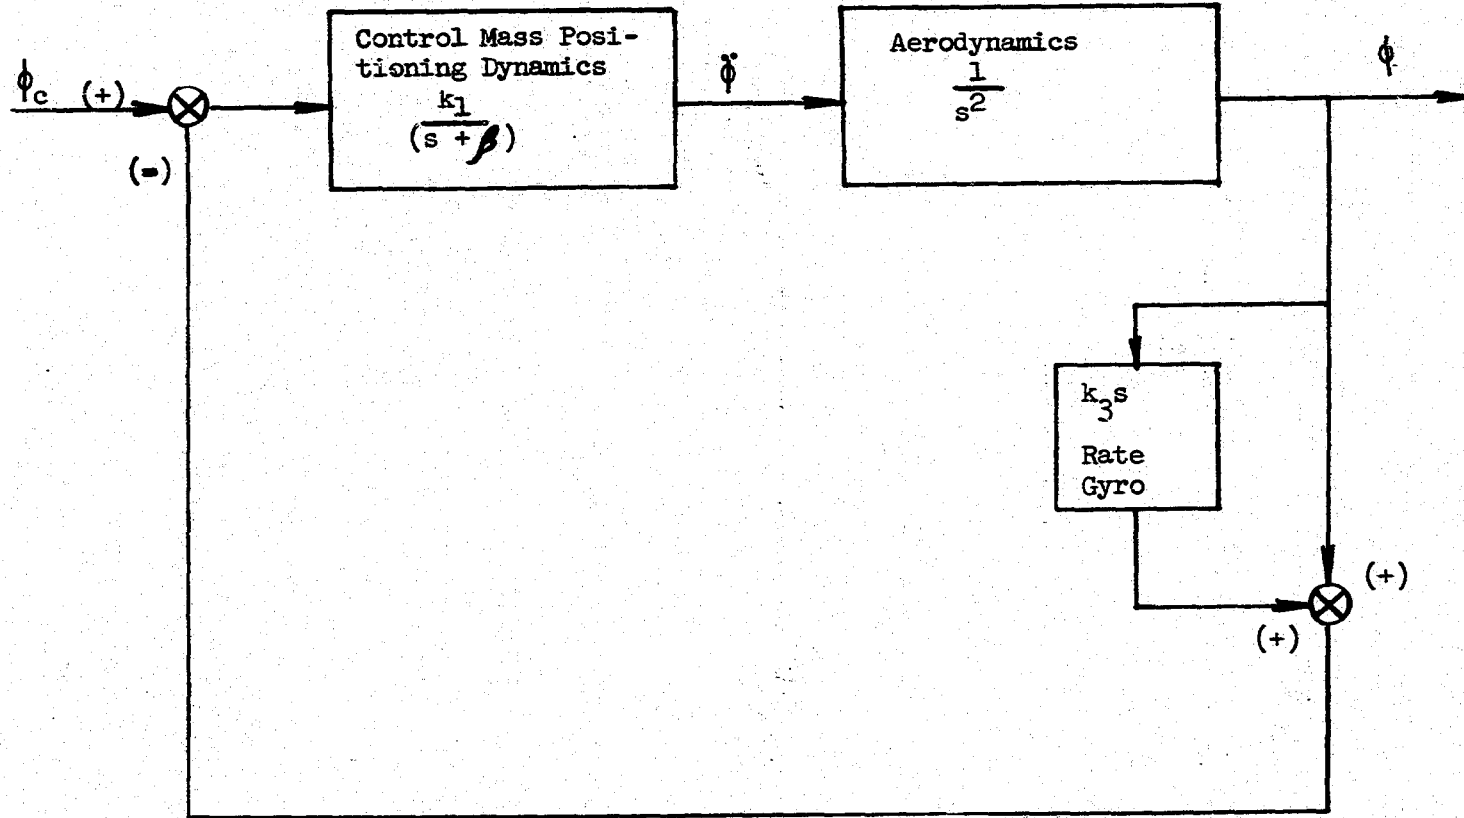 ϕc (+)
(-)
Control Mass Posi-
tioning Dynamics
k1
(s + β)
ϕ̈
Aerodynamics
1
s2
ϕ
k3s
Rate
Gyro
(+)
(+)